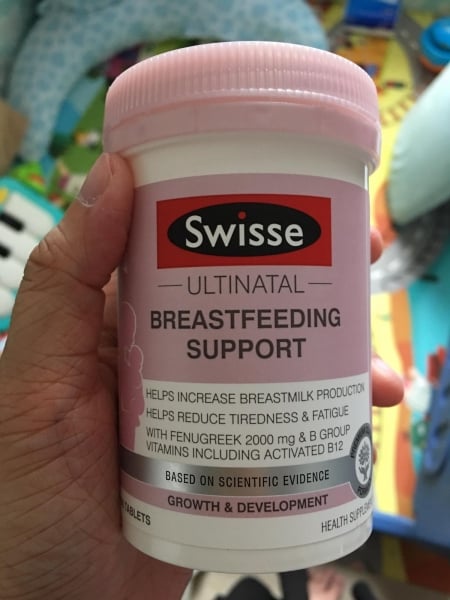 Swisse
ULTINATAL
BREASTFEEDING
SUPPORT
HELPS INCREASE BREASTMILK PRODUCTION
HELPS REDUCE TIREDNESS & FATIGUE
WITH FENUGREEK 2000 mg & B GROUP
VITAMINS INCLUDING ACTIVATED B12
BASED ON SCIENTIFIC EVIDENCE
GROWTH & DEVELOPMENT
TABLETS
HEALTH